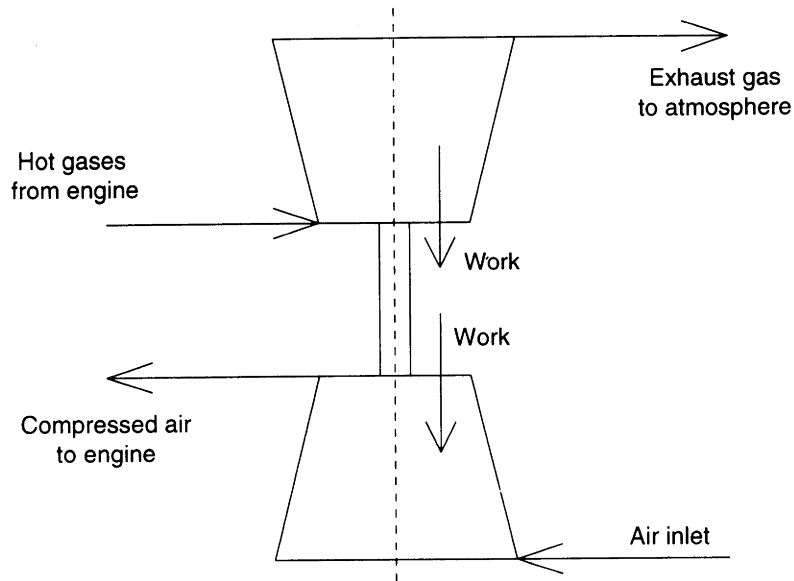 Exhaust gas
to atmosphere
Hot gases
from engine
Work
Work
Compressed air
to engine
Air inlet